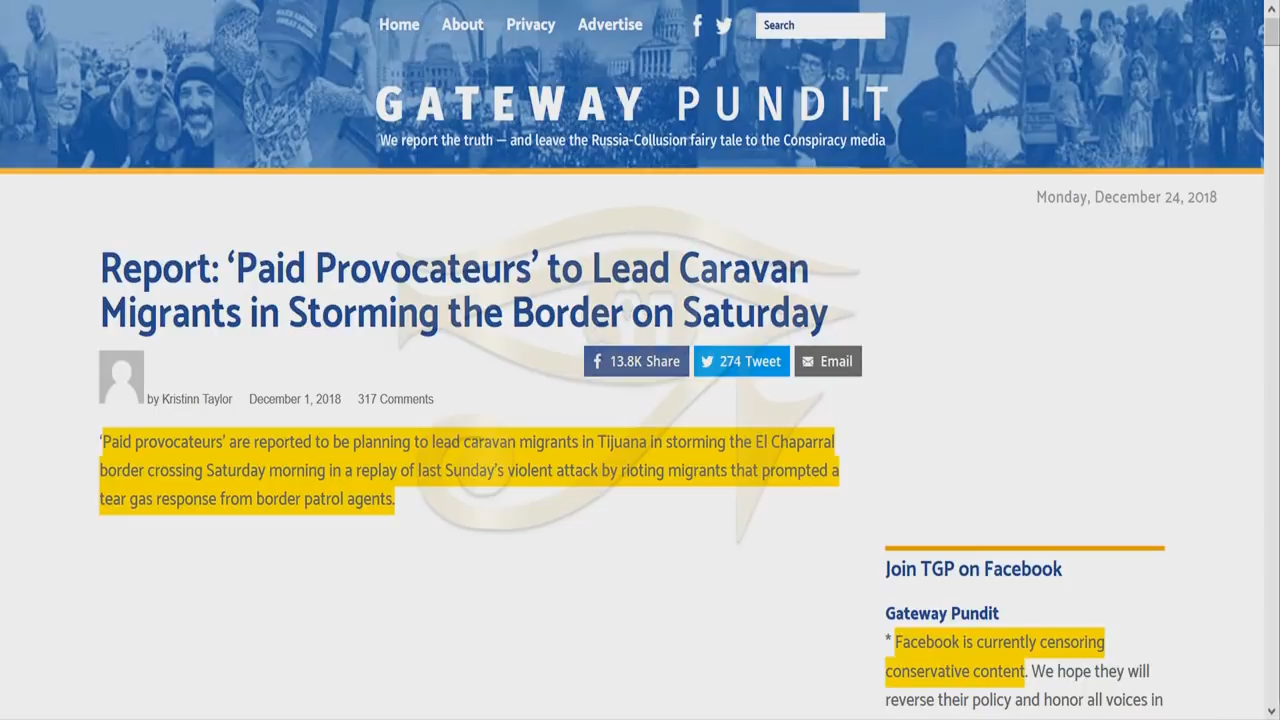 Home About Privacy Advertise f Search
GATEWAY PUNDIT
We report the truth — and leave the Russia-Collusion fairy tale to the Conspiracy media
Monday, December 24, 2018
Report: ‘Paid Provocateurs’ to Lead Caravan
Migrants in Storming the Border on Saturday
f 13.8K Share 274 Tweet Email
by Kristinn Taylor December 1, 2018 317 Comments
‘Paid provocateurs’ are reported to be planning to lead caravan migrants in Tijuana in storming the El Chaparral
border crossing Saturday morning in a replay of last Sunday’s violent attack by rioting migrants that prompted a
tear gas response from border patrol agents.
Join TGP on Facebook
Gateway Pundit
* Facebook is currently censoring
conservative content. We hope they will
reverse their policy and honor all voices in